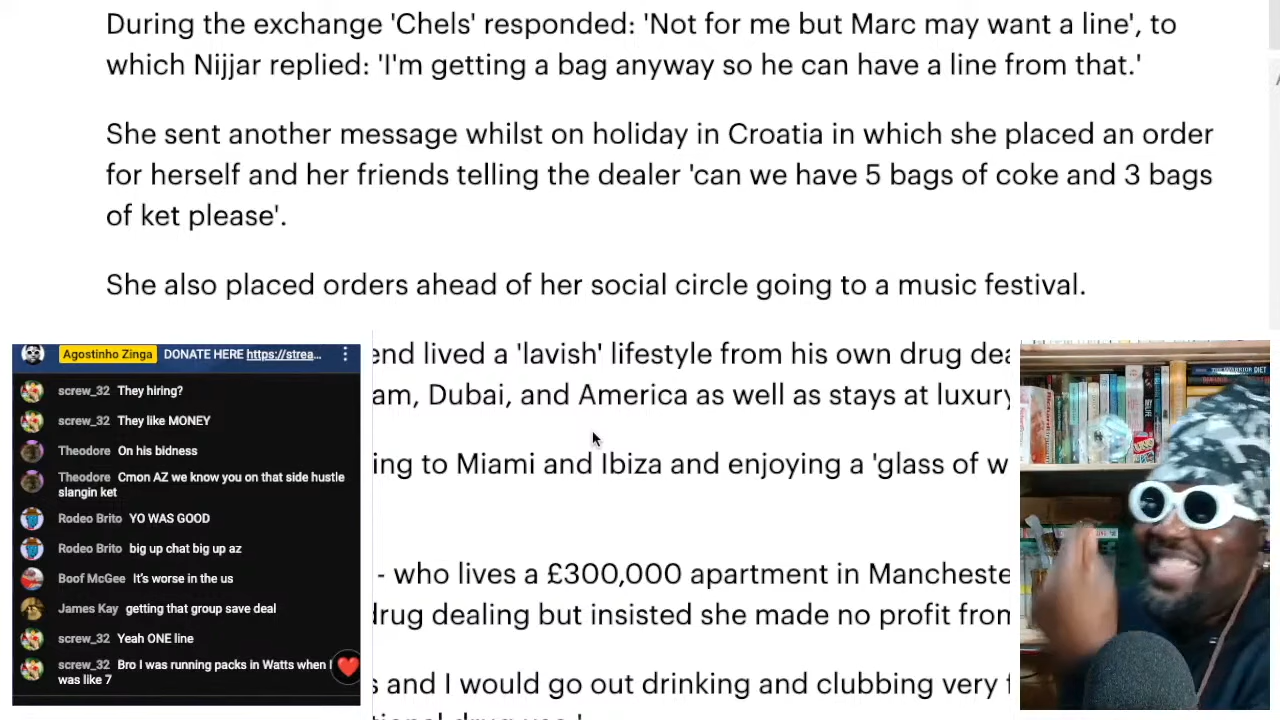 During the exchange 'Chels' responded: 'Not for me but Marc may want a line', to
which Nijjar replied: 'I'm getting a bag anyway so he can have a line from that.'
She sent another message whilst on holiday in Croatia in which she placed an order
for herself and her friends telling the dealer 'can we have 5 bags of coke and 3 bags
of ket please'.
She also placed orders ahead of her social circle going to a music festival.
end lived a 'lavish' lifestyle from his own drug dea
am, Dubai, and America as well as stays at luxury
ing to Miami and Ibiza and enjoying a 'glass of w
- who lives a £300,000 apartment in Mancheste
drug dealing but insisted she made no profit from
s and I would go out drinking and clubbing very f
Agostinho Zinga DONATE HERE https://strea...
screw_32 They hiring?
screw_32 They like MONEY
Theodore On his bidness
Theodore Cmon AZ we know you on that side hustle
slangin ket
Rodeo Brito YO WAS GOOD
Rodeo Brito big up chat big up az
Boof McGee It's worse in the us
James Kay getting that group save deal
screw_32 Yeah ONE line
screw_32 Bro I was running packs in Watts when I
was like 7
THE WARRIOR DIET
UNO